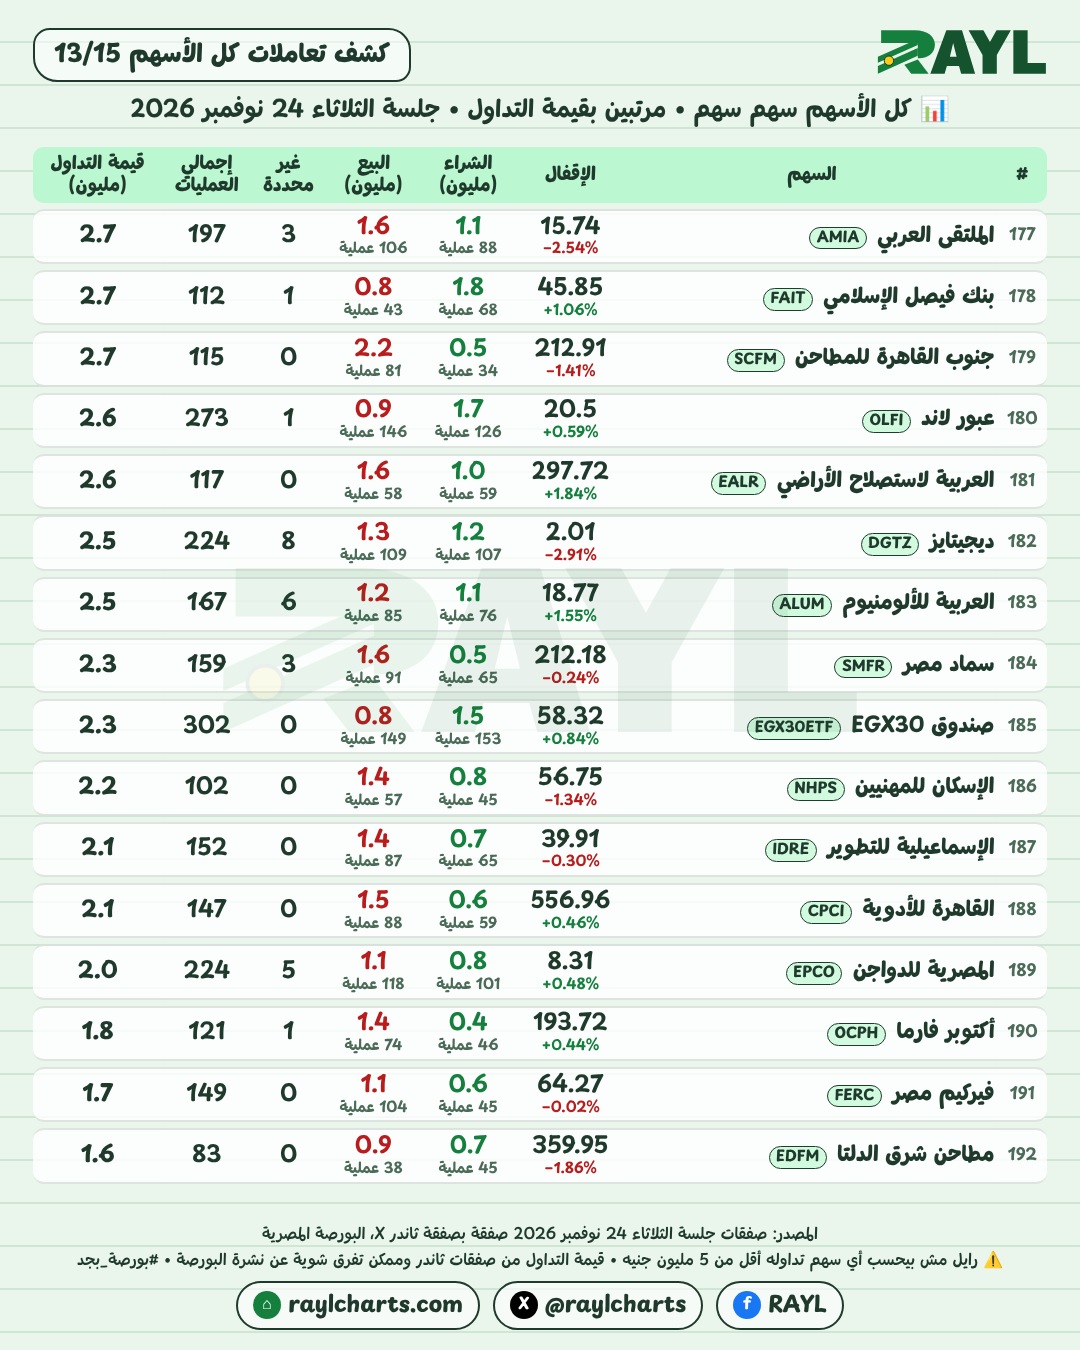 RAYL
كشف تعاملات كل الأسهم 13/15
📊 كل الأسهم سهم سهم • مرتبين بقيمة التداول • جلسة الثلاثاء 24 نوفمبر 2026
# السهم الإقفال الشراء (مليون) البيع (مليون) غير محددة إجمالي العمليات قيمة التداول (مليون)
177 الملتقى العربي AMIA 15.74 1.1 1.6 3 197 2.7
−2.54% 88 عملية 106 عملية
178 بنك فيصل الإسلامي FAIT 45.85 1.8 0.8 1 112 2.7
+1.06% 68 عملية 43 عملية
179 جنوب القاهرة للمطاحن SCFM 212.91 0.5 2.2 0 115 2.7
−1.41% 34 عملية 81 عملية
180 عبور لاند OLFI 20.5 1.7 0.9 1 273 2.6
+0.59% 126 عملية 146 عملية
181 العربية لاستصلاح الأراضي EALR 297.72 1.0 1.6 0 117 2.6
+1.84% 59 عملية 58 عملية
182 ديجيتايز DGTZ 2.01 1.2 1.3 8 224 2.5
−2.91% 107 عملية 109 عملية
183 العربية للألومنيوم ALUM 18.77 1.1 1.2 6 167 2.5
+1.55% 76 عملية 85 عملية
184 سماد مصر SMFR 212.18 0.5 1.6 3 159 2.3
−0.24% 65 عملية 91 عملية
185 صندوق EGX30 EGX30ETF 58.32 1.5 0.8 0 302 2.3
+0.84% 153 عملية 149 عملية
186 الإسكان للمهنيين NHPS 56.75 0.8 1.4 0 102 2.2
−1.34% 45 عملية 57 عملية
187 الإسماعيلية للتطوير IDRE 39.91 0.7 1.4 0 152 2.1
−0.30% 65 عملية 87 عملية
188 القاهرة للأدوية CPCI 556.96 0.6 1.5 0 147 2.1
+0.46% 59 عملية 88 عملية
189 المصرية للدواجن EPCO 8.31 0.8 1.1 5 224 2.0
+0.48% 101 عملية 118 عملية
190 أكتوبر فارما OCPH 193.72 0.4 1.4 1 121 1.8
+0.44% 46 عملية 74 عملية
191 فيركيم مصر FERC 64.27 0.6 1.1 0 149 1.7
−0.02% 45 عملية 104 عملية
192 مطاحن شرق الدلتا EDFM 359.95 0.7 0.9 0 83 1.6
−1.86% 45 عملية 38 عملية
المصدر: صفقات جلسة الثلاثاء 24 نوفمبر 2026 صفقة بصفقة ثاندر X، البورصة المصرية
⚠️ رايل مش بيحسب أي سهم تداوله أقل من 5 مليون جنيه • قيمة التداول من صفقات ثاندر وممكن تفرق شوية عن نشرة البورصة • #بورصة_بجد
raylcharts.com @raylcharts RAYL